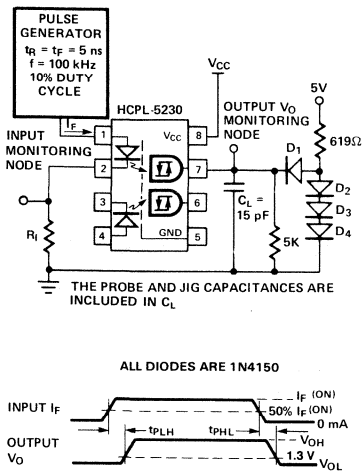 PULSE
GENERATOR
tR = tF = 5 ns
f = 100 kHz
10% DUTY
CYCLE
IF
HCPL-5230
VCC
OUTPUT VO
MONITORING
NODE
5V
INPUT
MONITORING
NODE
1
VCC
8
619Ω
D1
2
7
D2
3
6
CL =
15 pF
D3
RI
4
GND
5
5K
D4
THE PROBE AND JIG CAPACITANCES ARE
INCLUDED IN CL
ALL DIODES ARE 1N4150
INPUT IF
IF (ON)
50% IF (ON)
0 mA
tPLH
tPHL
OUTPUT
VO
VOH
1.3 V
VOL